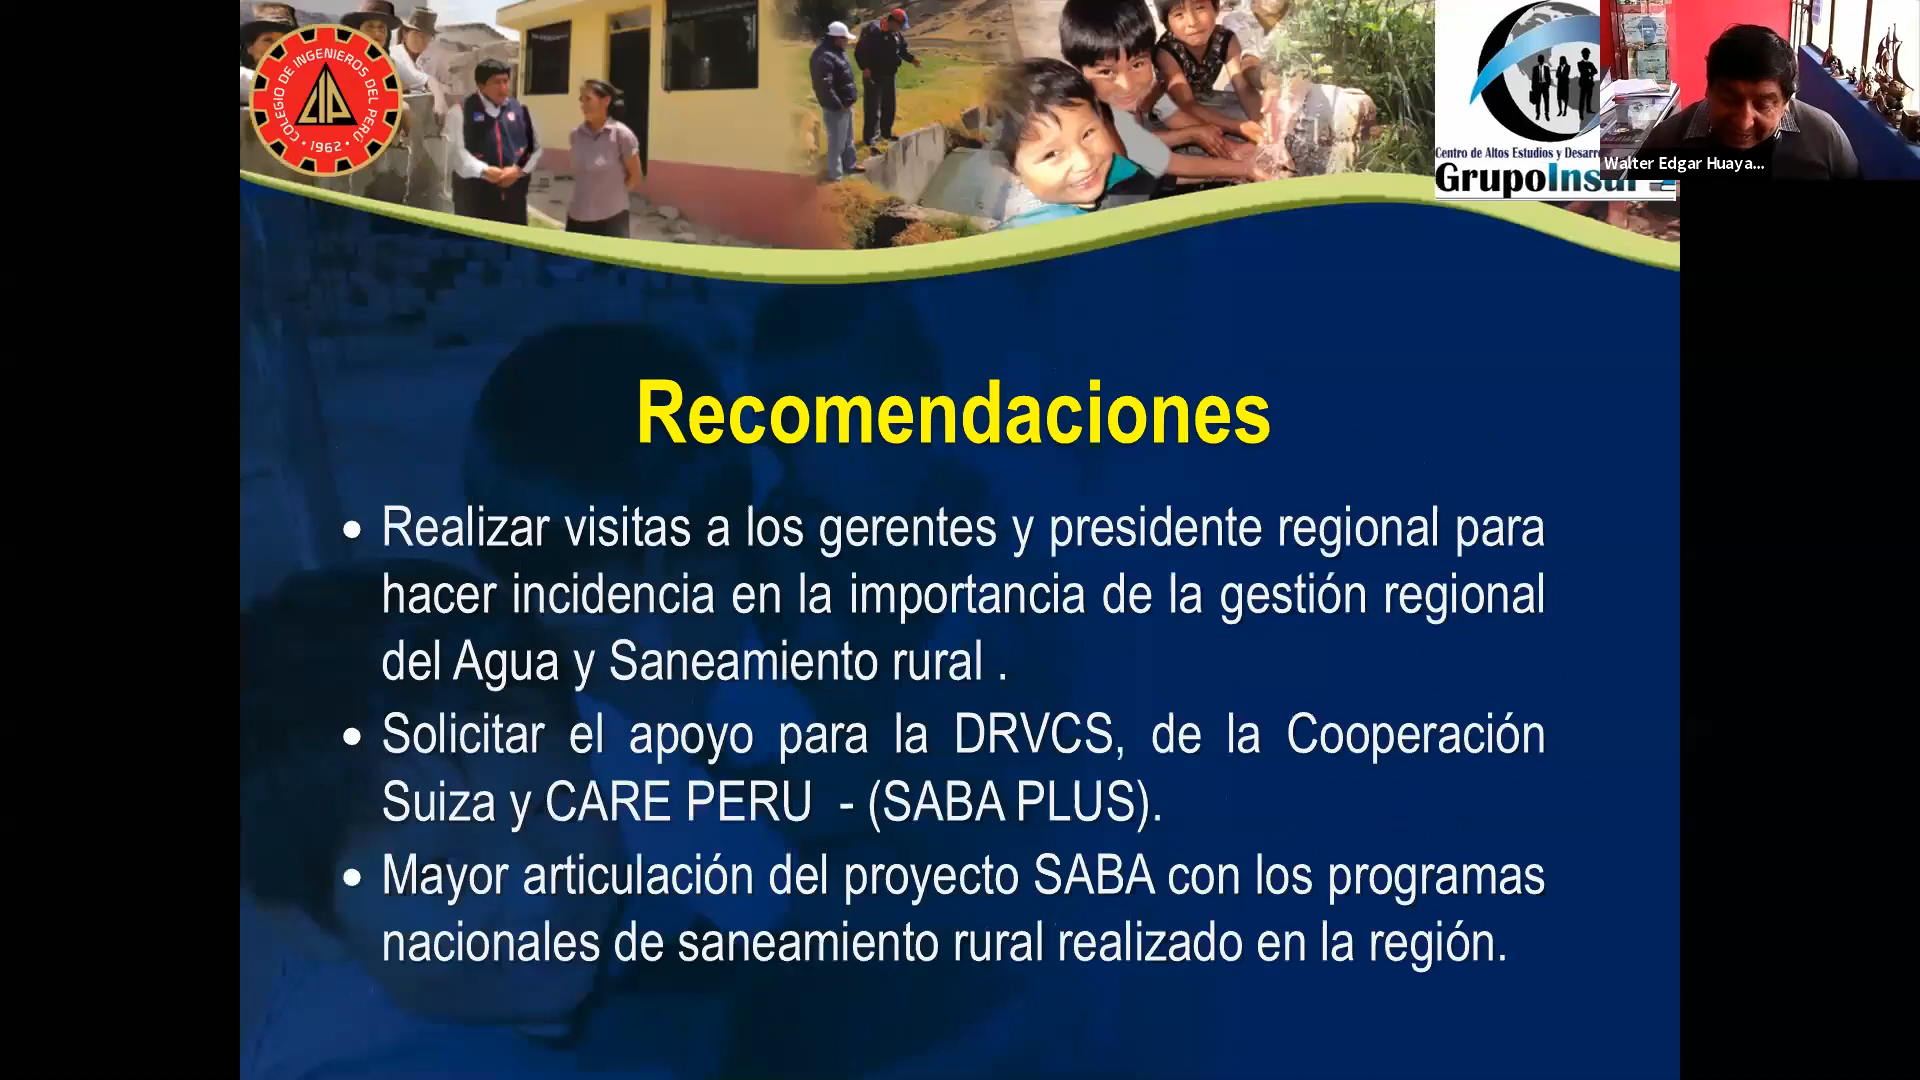 COLEGIO DE INGENIEROS DEL PERÚ
CIP
• 1962 •
Centro de Altos Estudios y Desarr
Walter Edgar Huaya...
Recomendaciones
• Realizar visitas a los gerentes y presidente regional para
hacer incidencia en la importancia de la gestión regional
del Agua y Saneamiento rural .
• Solicitar el apoyo para la DRVCS, de la Cooperación
Suiza y CARE PERU - (SABA PLUS).
• Mayor articulación del proyecto SABA con los programas
nacionales de saneamiento rural realizado en la región.